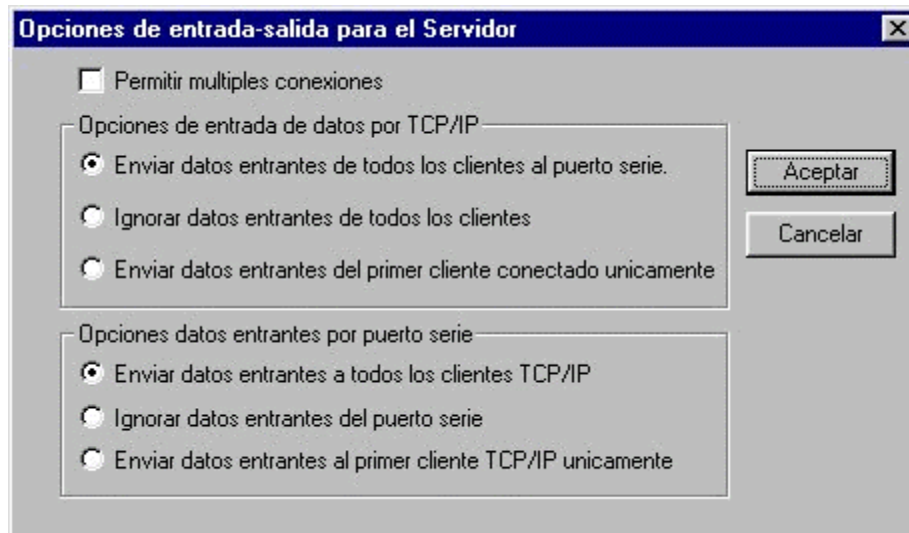 Opciones de entrada-salida para el Servidor
Permitir multiples conexiones
Opciones de entrada de datos por TCP/IP
Enviar datos entrantes de todos los clientes al puerto serie.
Ignorar datos entrantes de todos los clientes
Enviar datos entrantes del primer cliente conectado unicamente
Aceptar
Cancelar
Opciones datos entrantes por puerto serie
Enviar datos entrantes a todos los clientes TCP/IP
Ignorar datos entrantes del puerto serie
Enviar datos entrantes al primer cliente TCP/IP unicamente